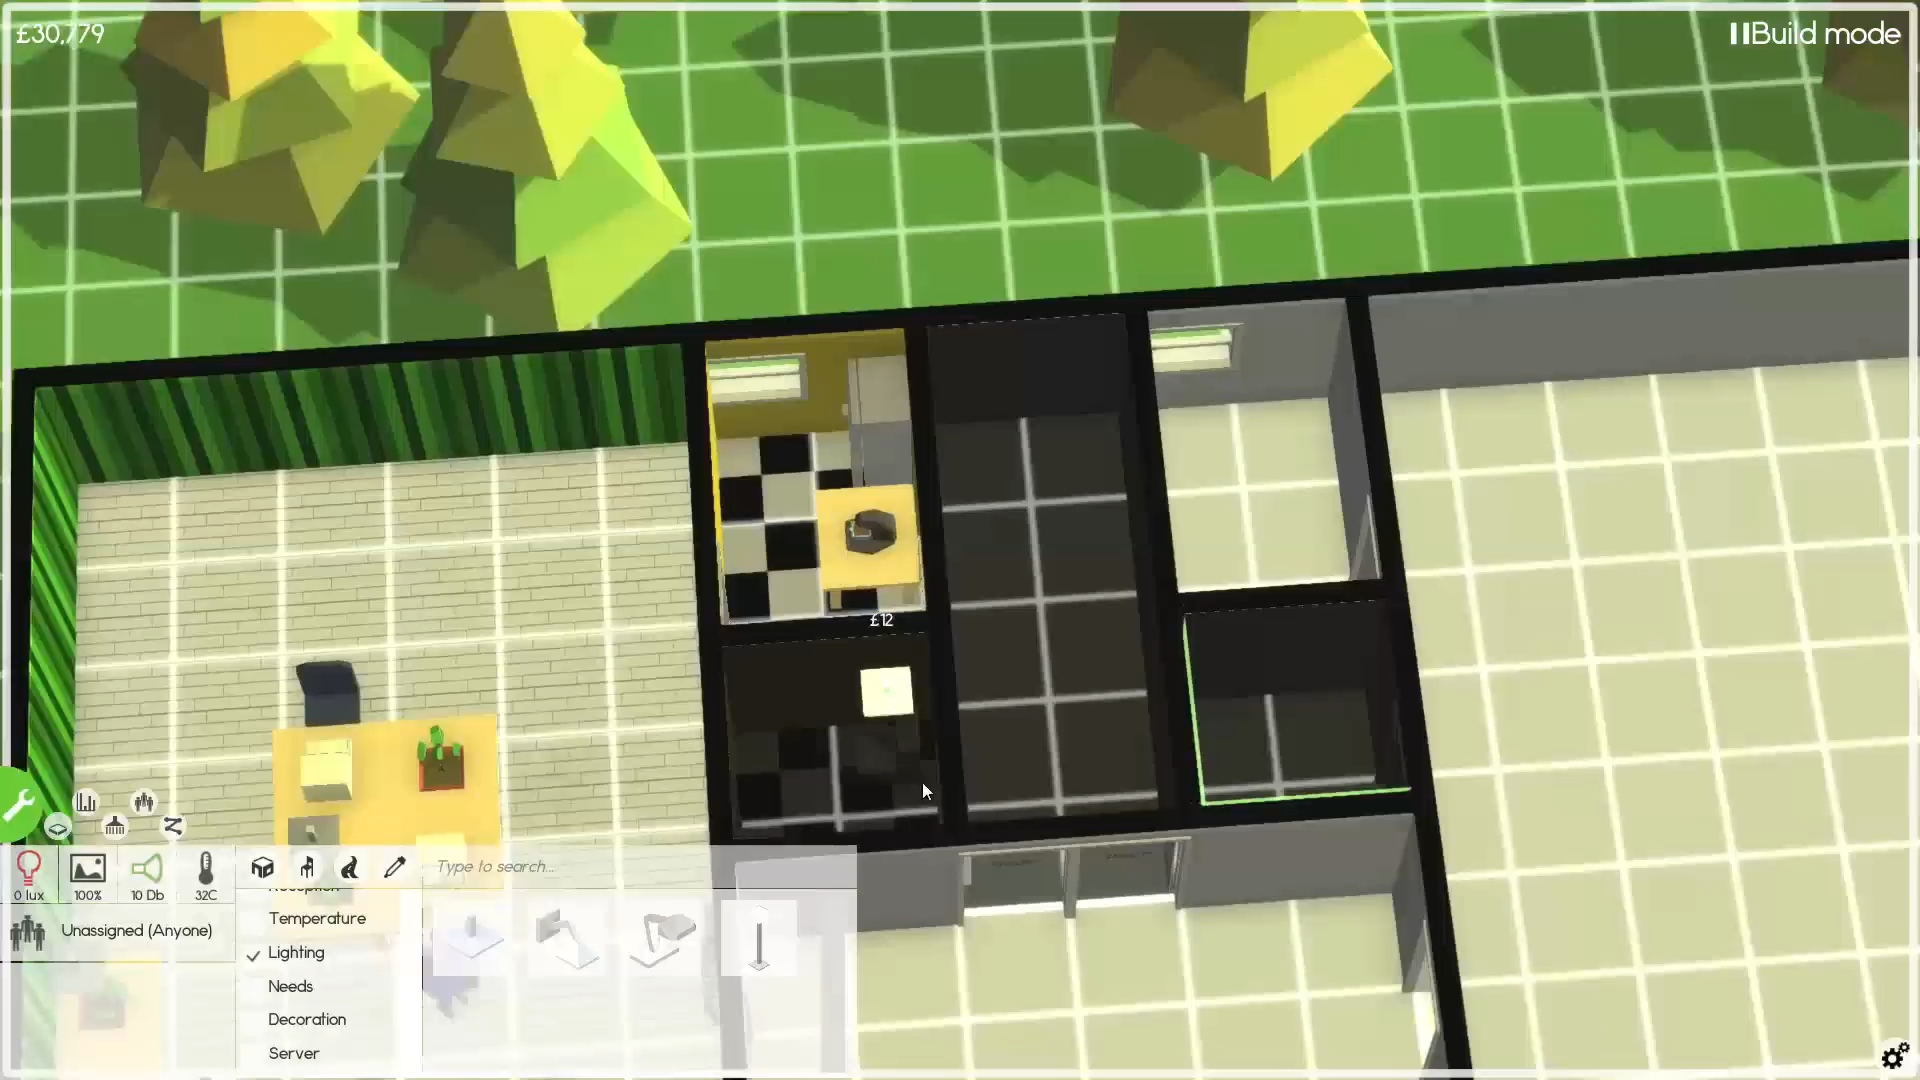 £30,779
Build mode
£12
Type to search...
0 lux
100%
10 Db
32C
Reception
Temperature
Unassigned (Anyone)
Lighting
Needs
Decoration
Server